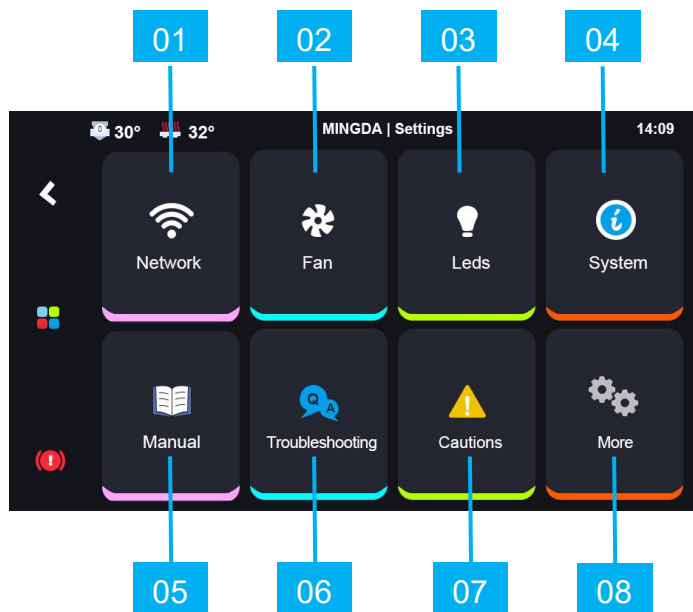 01 02 03 04
0 30° 32° MINGDA | Settings 14:09
Network Fan Leds System
Q A
Manual Troubleshooting Cautions More
05 06 07 08